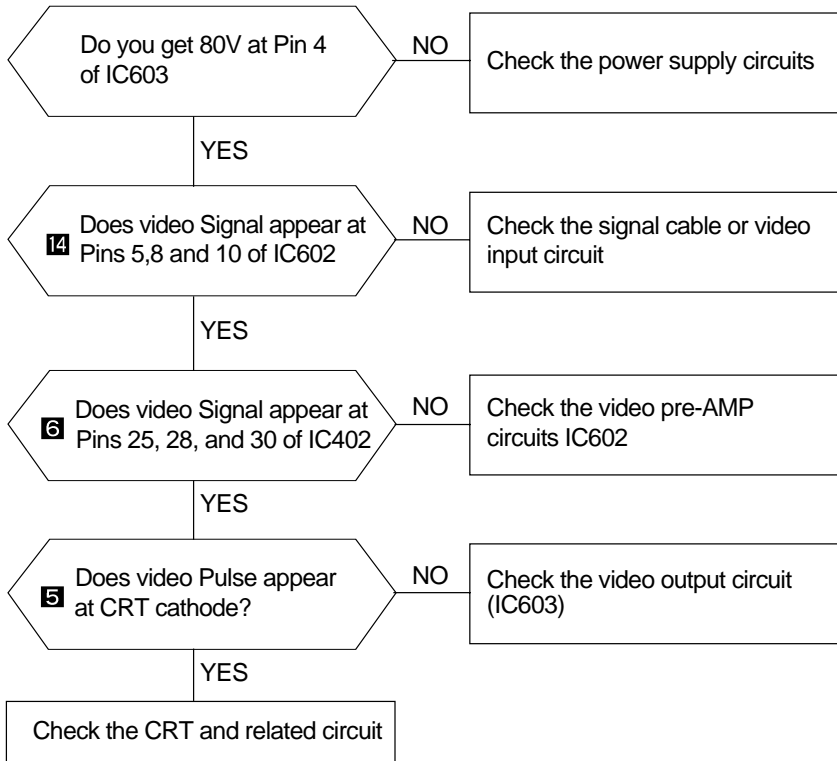 Do you get 80V at Pin 4
of IC603
NO
Check the power supply circuits
YES
14
Does video Signal appear at
Pins 5,8 and 10 of IC602
NO
Check the signal cable or video
input circuit
YES
6
Does video Signal appear at
Pins 25, 28, and 30 of IC402
NO
Check the video pre-AMP
circuits IC602
YES
5
Does video Pulse appear
at CRT cathode?
NO
Check the video output circuit
(IC603)
YES
Check the CRT and related circuit